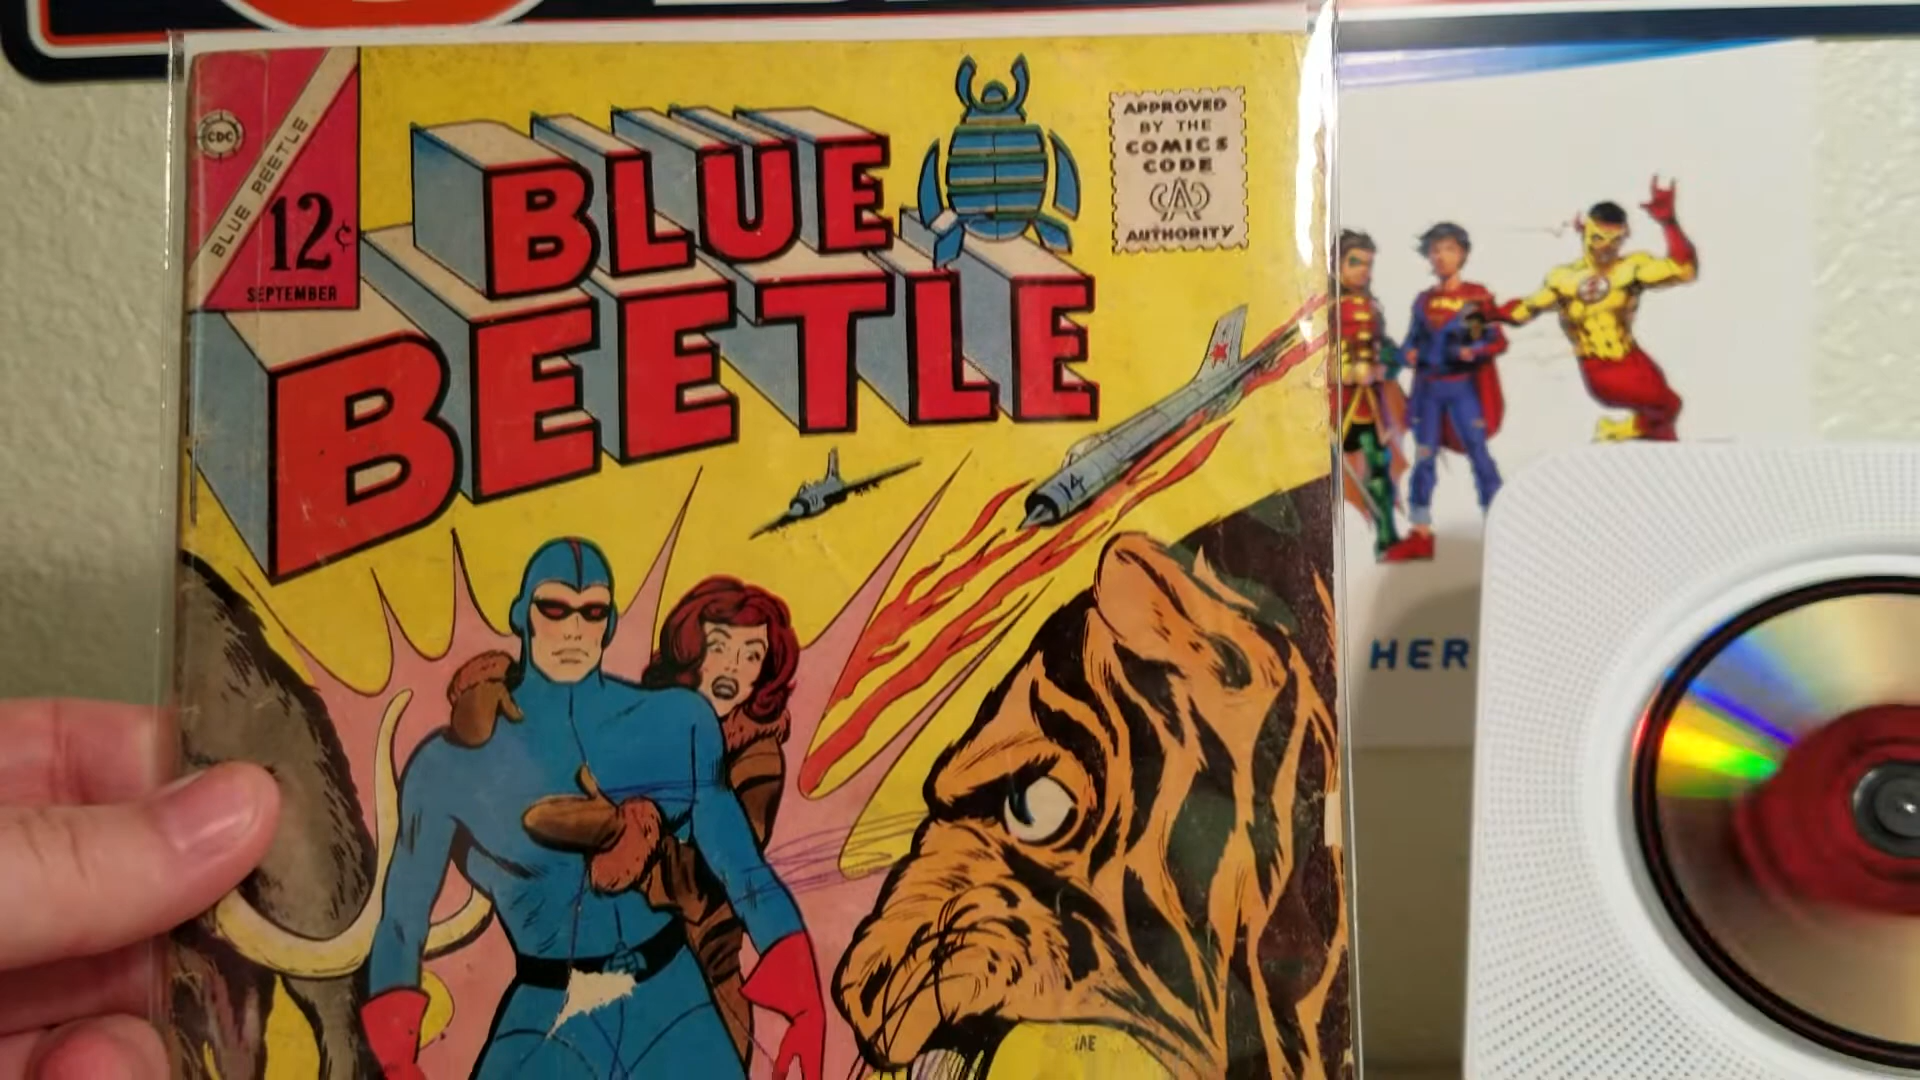 CDC
BLUE BEETLE
12¢
SEPTEMBER
BLUE
BEETLE
APPROVED
BY THE
COMICS
CODE
CA
AUTHORITY
14
HER